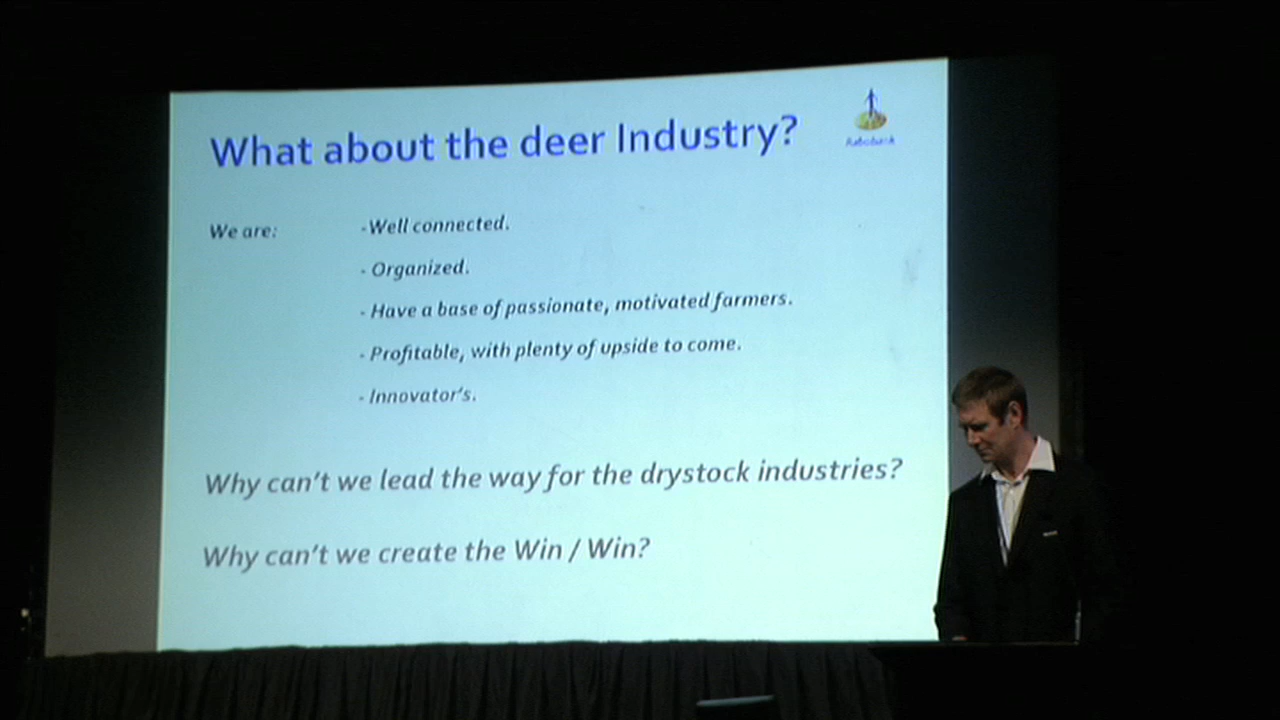 What about the deer Industry?
Rabobank
We are: - Well connected.
- Organized.
- Have a base of passionate, motivated farmers.
- Profitable, with plenty of upside to come.
- Innovator's.
Why can't we lead the way for the drystock industries?
Why can't we create the Win / Win?